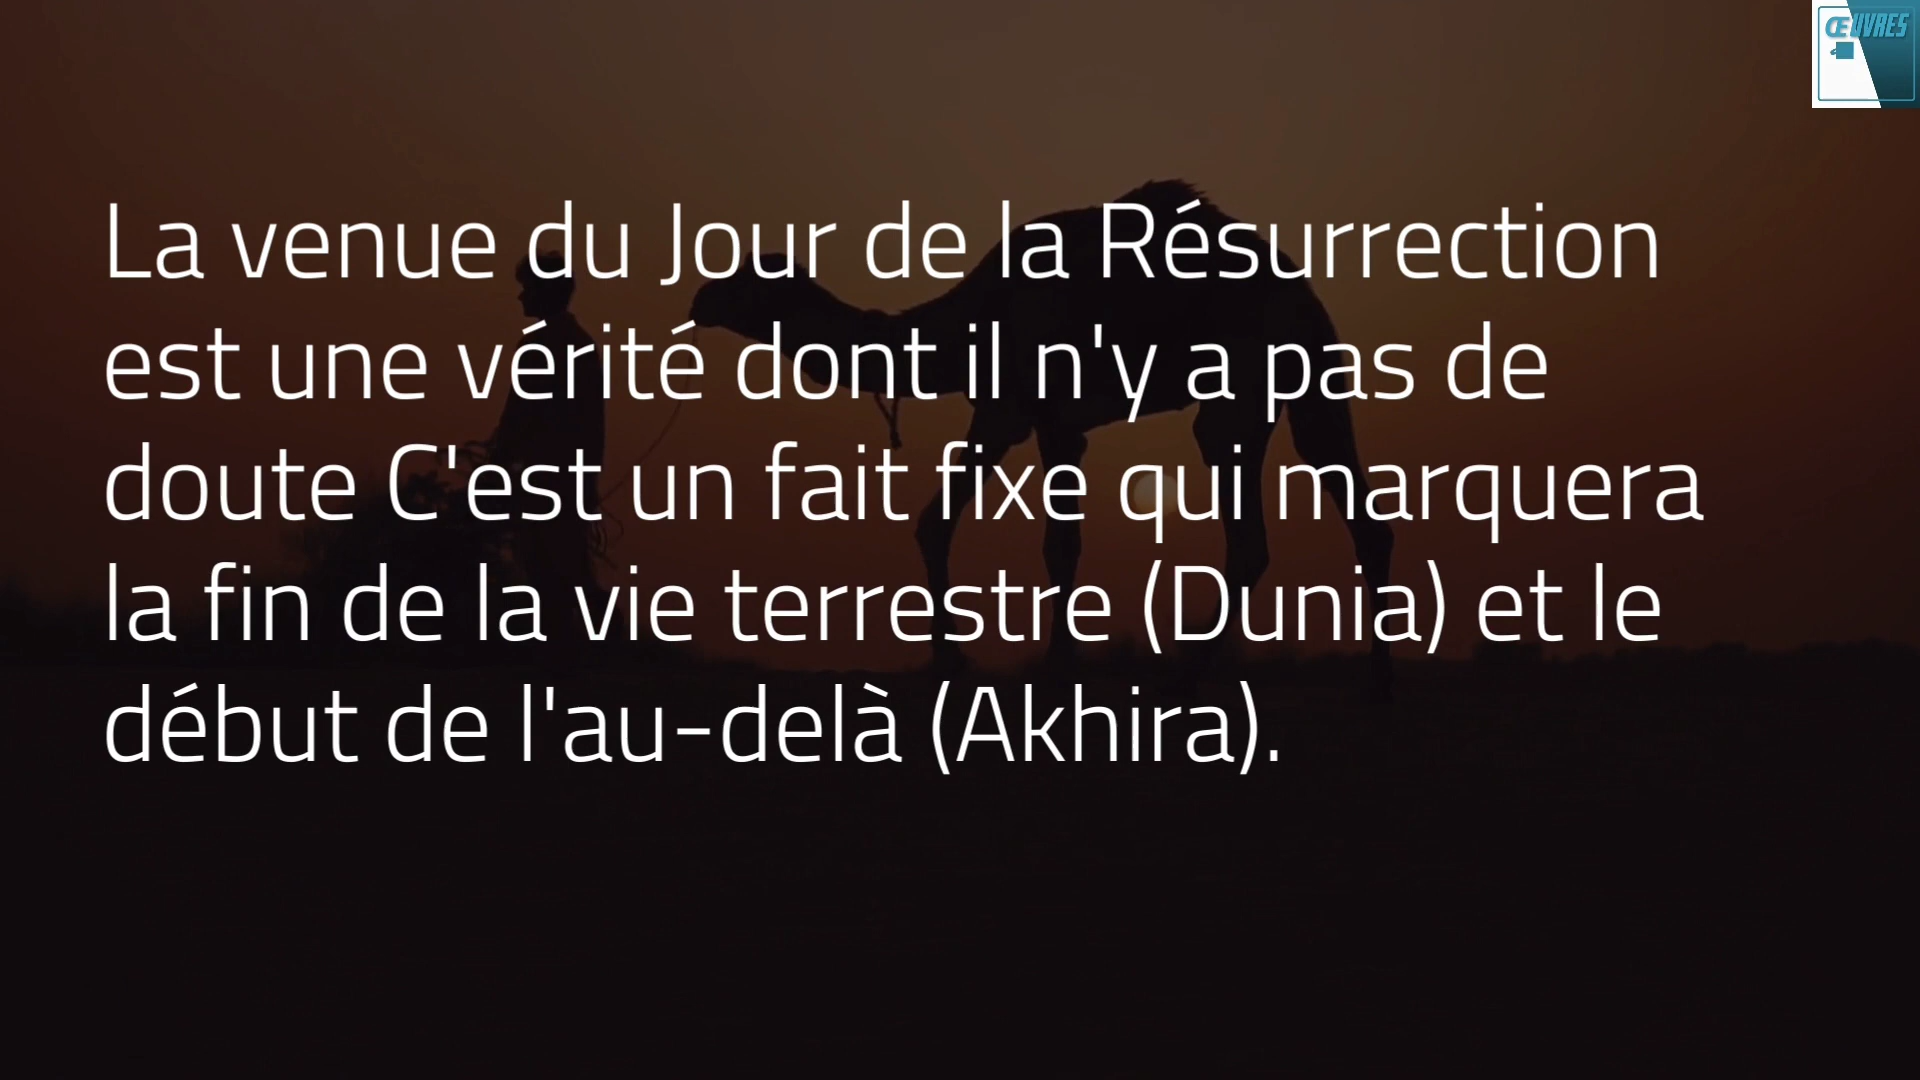 ŒUVRES
La venue du Jour de la Résurrection
est une vérité dont il n'y a pas de
doute C'est un fait fixe qui marquera
la fin de la vie terrestre (Dunia) et le
début de l'au-delà (Akhira).